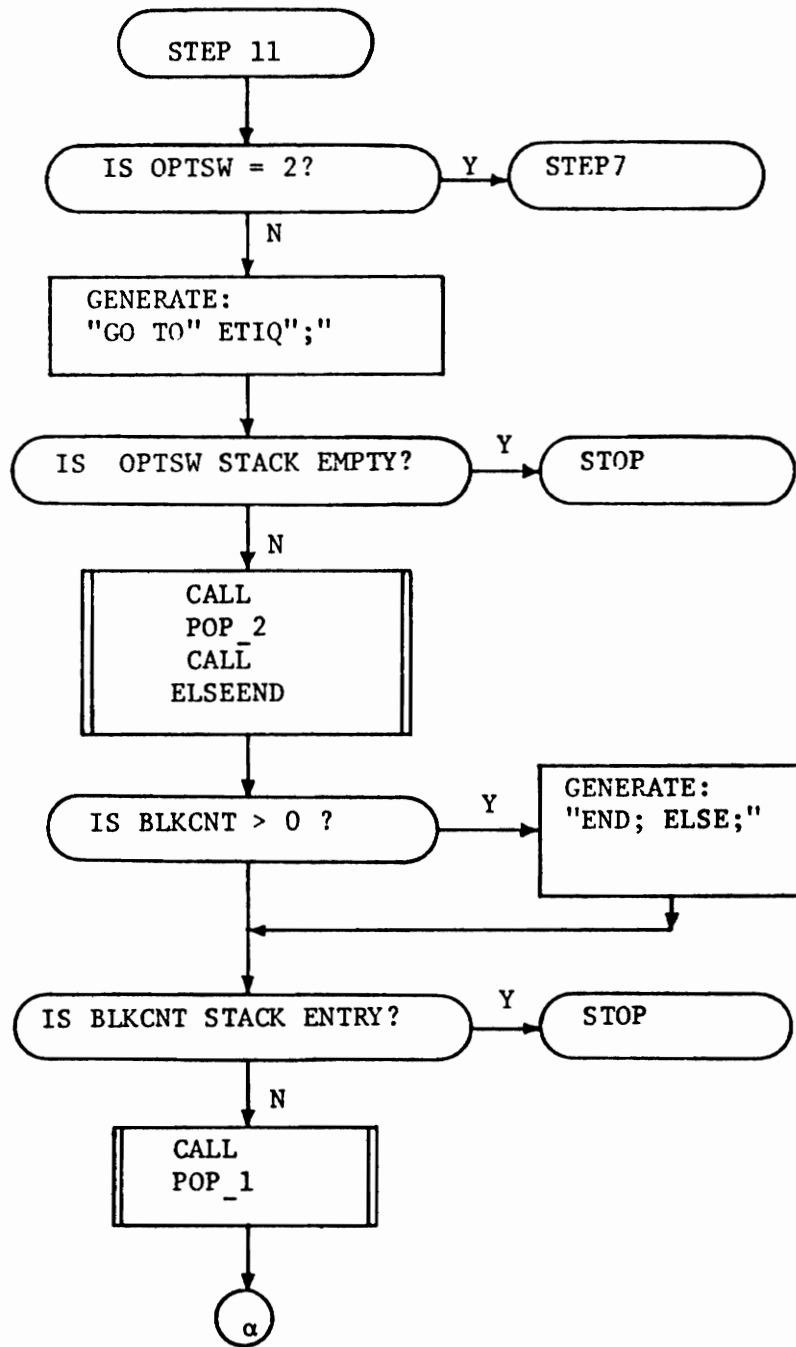 STEP 11
IS OPTSW = 2?
Y
STEP7
N
GENERATE:
"GO TO" ETIQ";"
IS OPTSW STACK EMPTY?
Y
STOP
N
CALL
POP_2
CALL
ELSEEND
IS BLKCNT > 0 ?
Y
GENERATE:
"END; ELSE;"
IS BLKCNT STACK ENTRY?
Y
STOP
N
CALL
POP_1
α